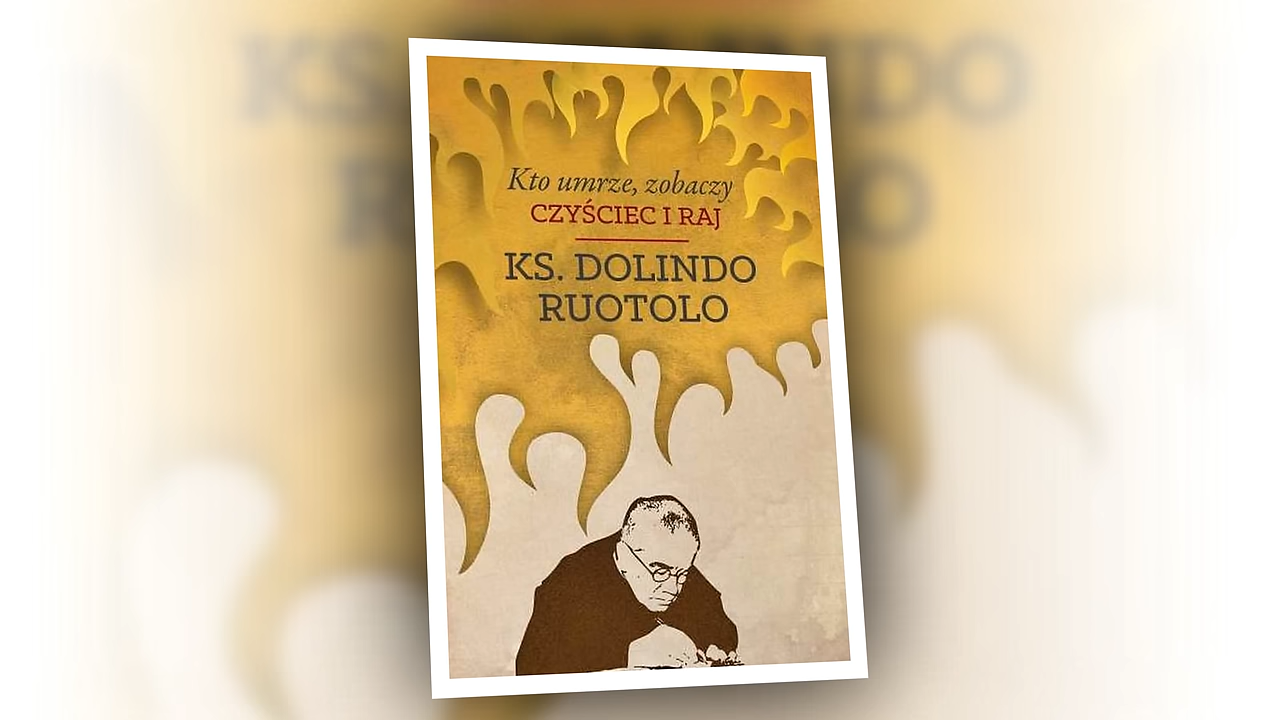 Kto umrze, zobaczy
CZYŚCIEC I RAJ
KS. DOLINDO
RUOTOLO